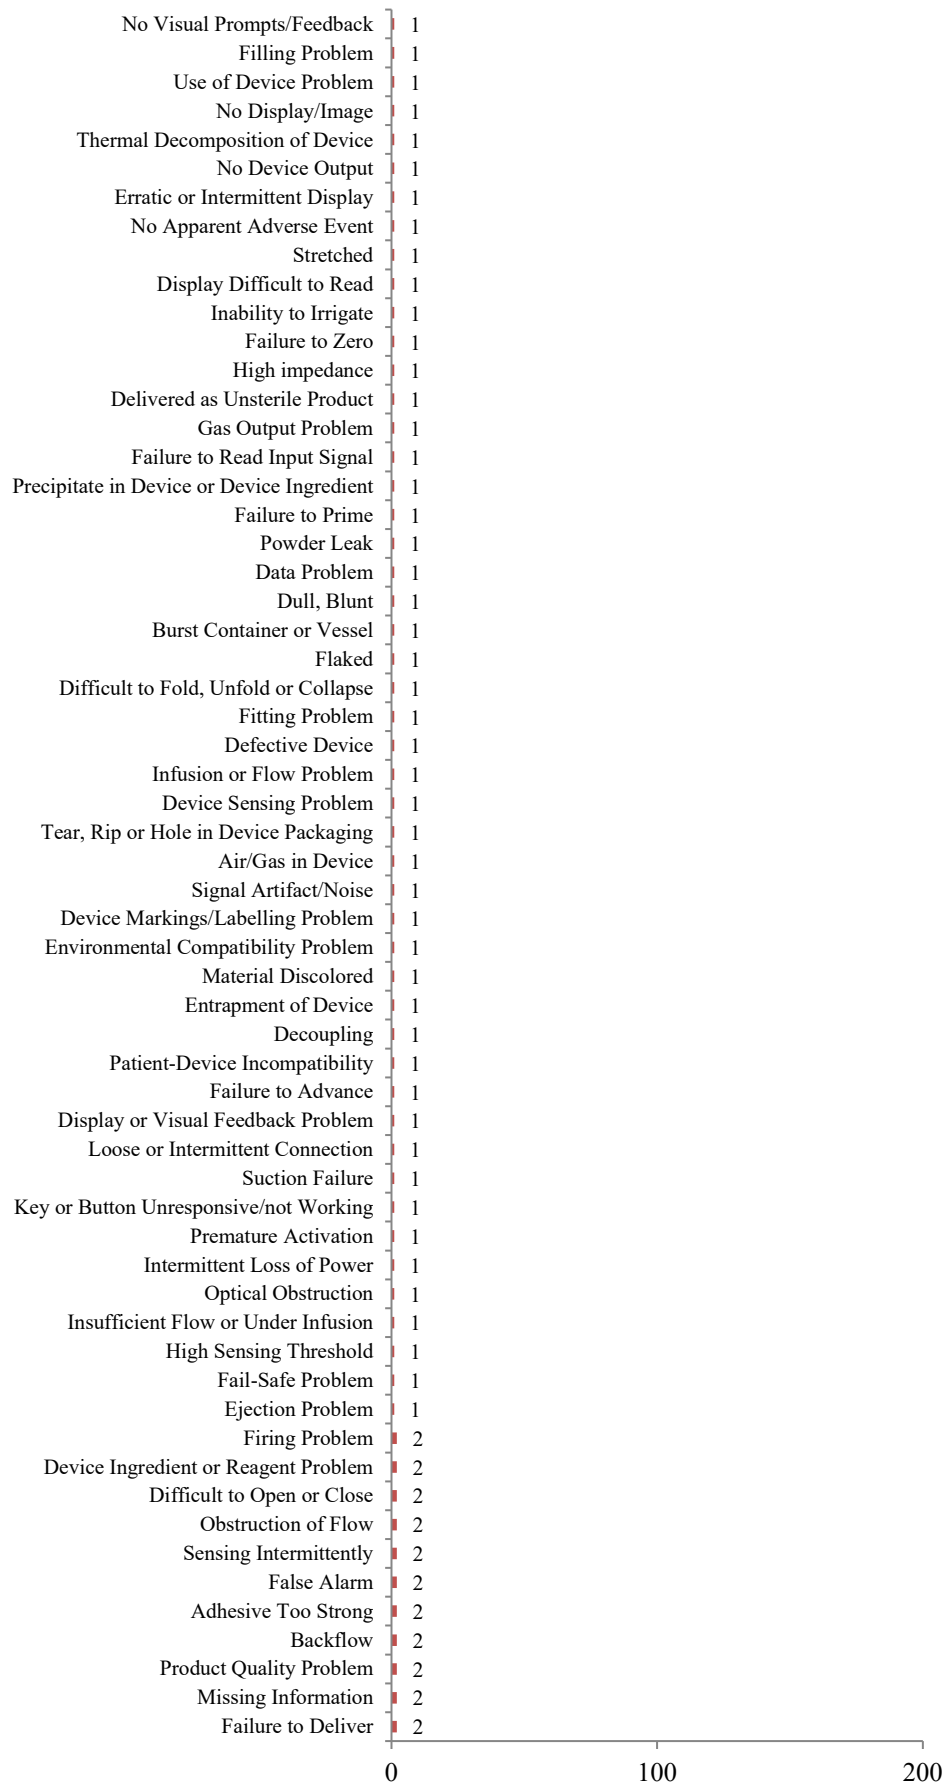 No Visual Prompts/Feedback 1
Filling Problem 1
Use of Device Problem 1
No Display/Image 1
Thermal Decomposition of Device 1
No Device Output 1
Erratic or Intermittent Display 1
No Apparent Adverse Event 1
Stretched 1
Display Difficult to Read 1
Inability to Irrigate 1
Failure to Zero 1
High impedance 1
Delivered as Unsterile Product 1
Gas Output Problem 1
Failure to Read Input Signal 1
Precipitate in Device or Device Ingredient 1
Failure to Prime 1
Powder Leak 1
Data Problem 1
Dull, Blunt 1
Burst Container or Vessel 1
Flaked 1
Difficult to Fold, Unfold or Collapse 1
Fitting Problem 1
Defective Device 1
Infusion or Flow Problem 1
Device Sensing Problem 1
Tear, Rip or Hole in Device Packaging 1
Air/Gas in Device 1
Signal Artifact/Noise 1
Device Markings/Labelling Problem 1
Environmental Compatibility Problem 1
Material Discolored 1
Entrapment of Device 1
Decoupling 1
Patient-Device Incompatibility 1
Failure to Advance 1
Display or Visual Feedback Problem 1
Loose or Intermittent Connection 1
Suction Failure 1
Key or Button Unresponsive/not Working 1
Premature Activation 1
Intermittent Loss of Power 1
Optical Obstruction 1
Insufficient Flow or Under Infusion 1
High Sensing Threshold 1
Fail-Safe Problem 1
Ejection Problem 1
Firing Problem 2
Device Ingredient or Reagent Problem 2
Difficult to Open or Close 2
Obstruction of Flow 2
Sensing Intermittently 2
False Alarm 2
Adhesive Too Strong 2
Backflow 2
Product Quality Problem 2
Missing Information 2
Failure to Deliver 2
0 100 200